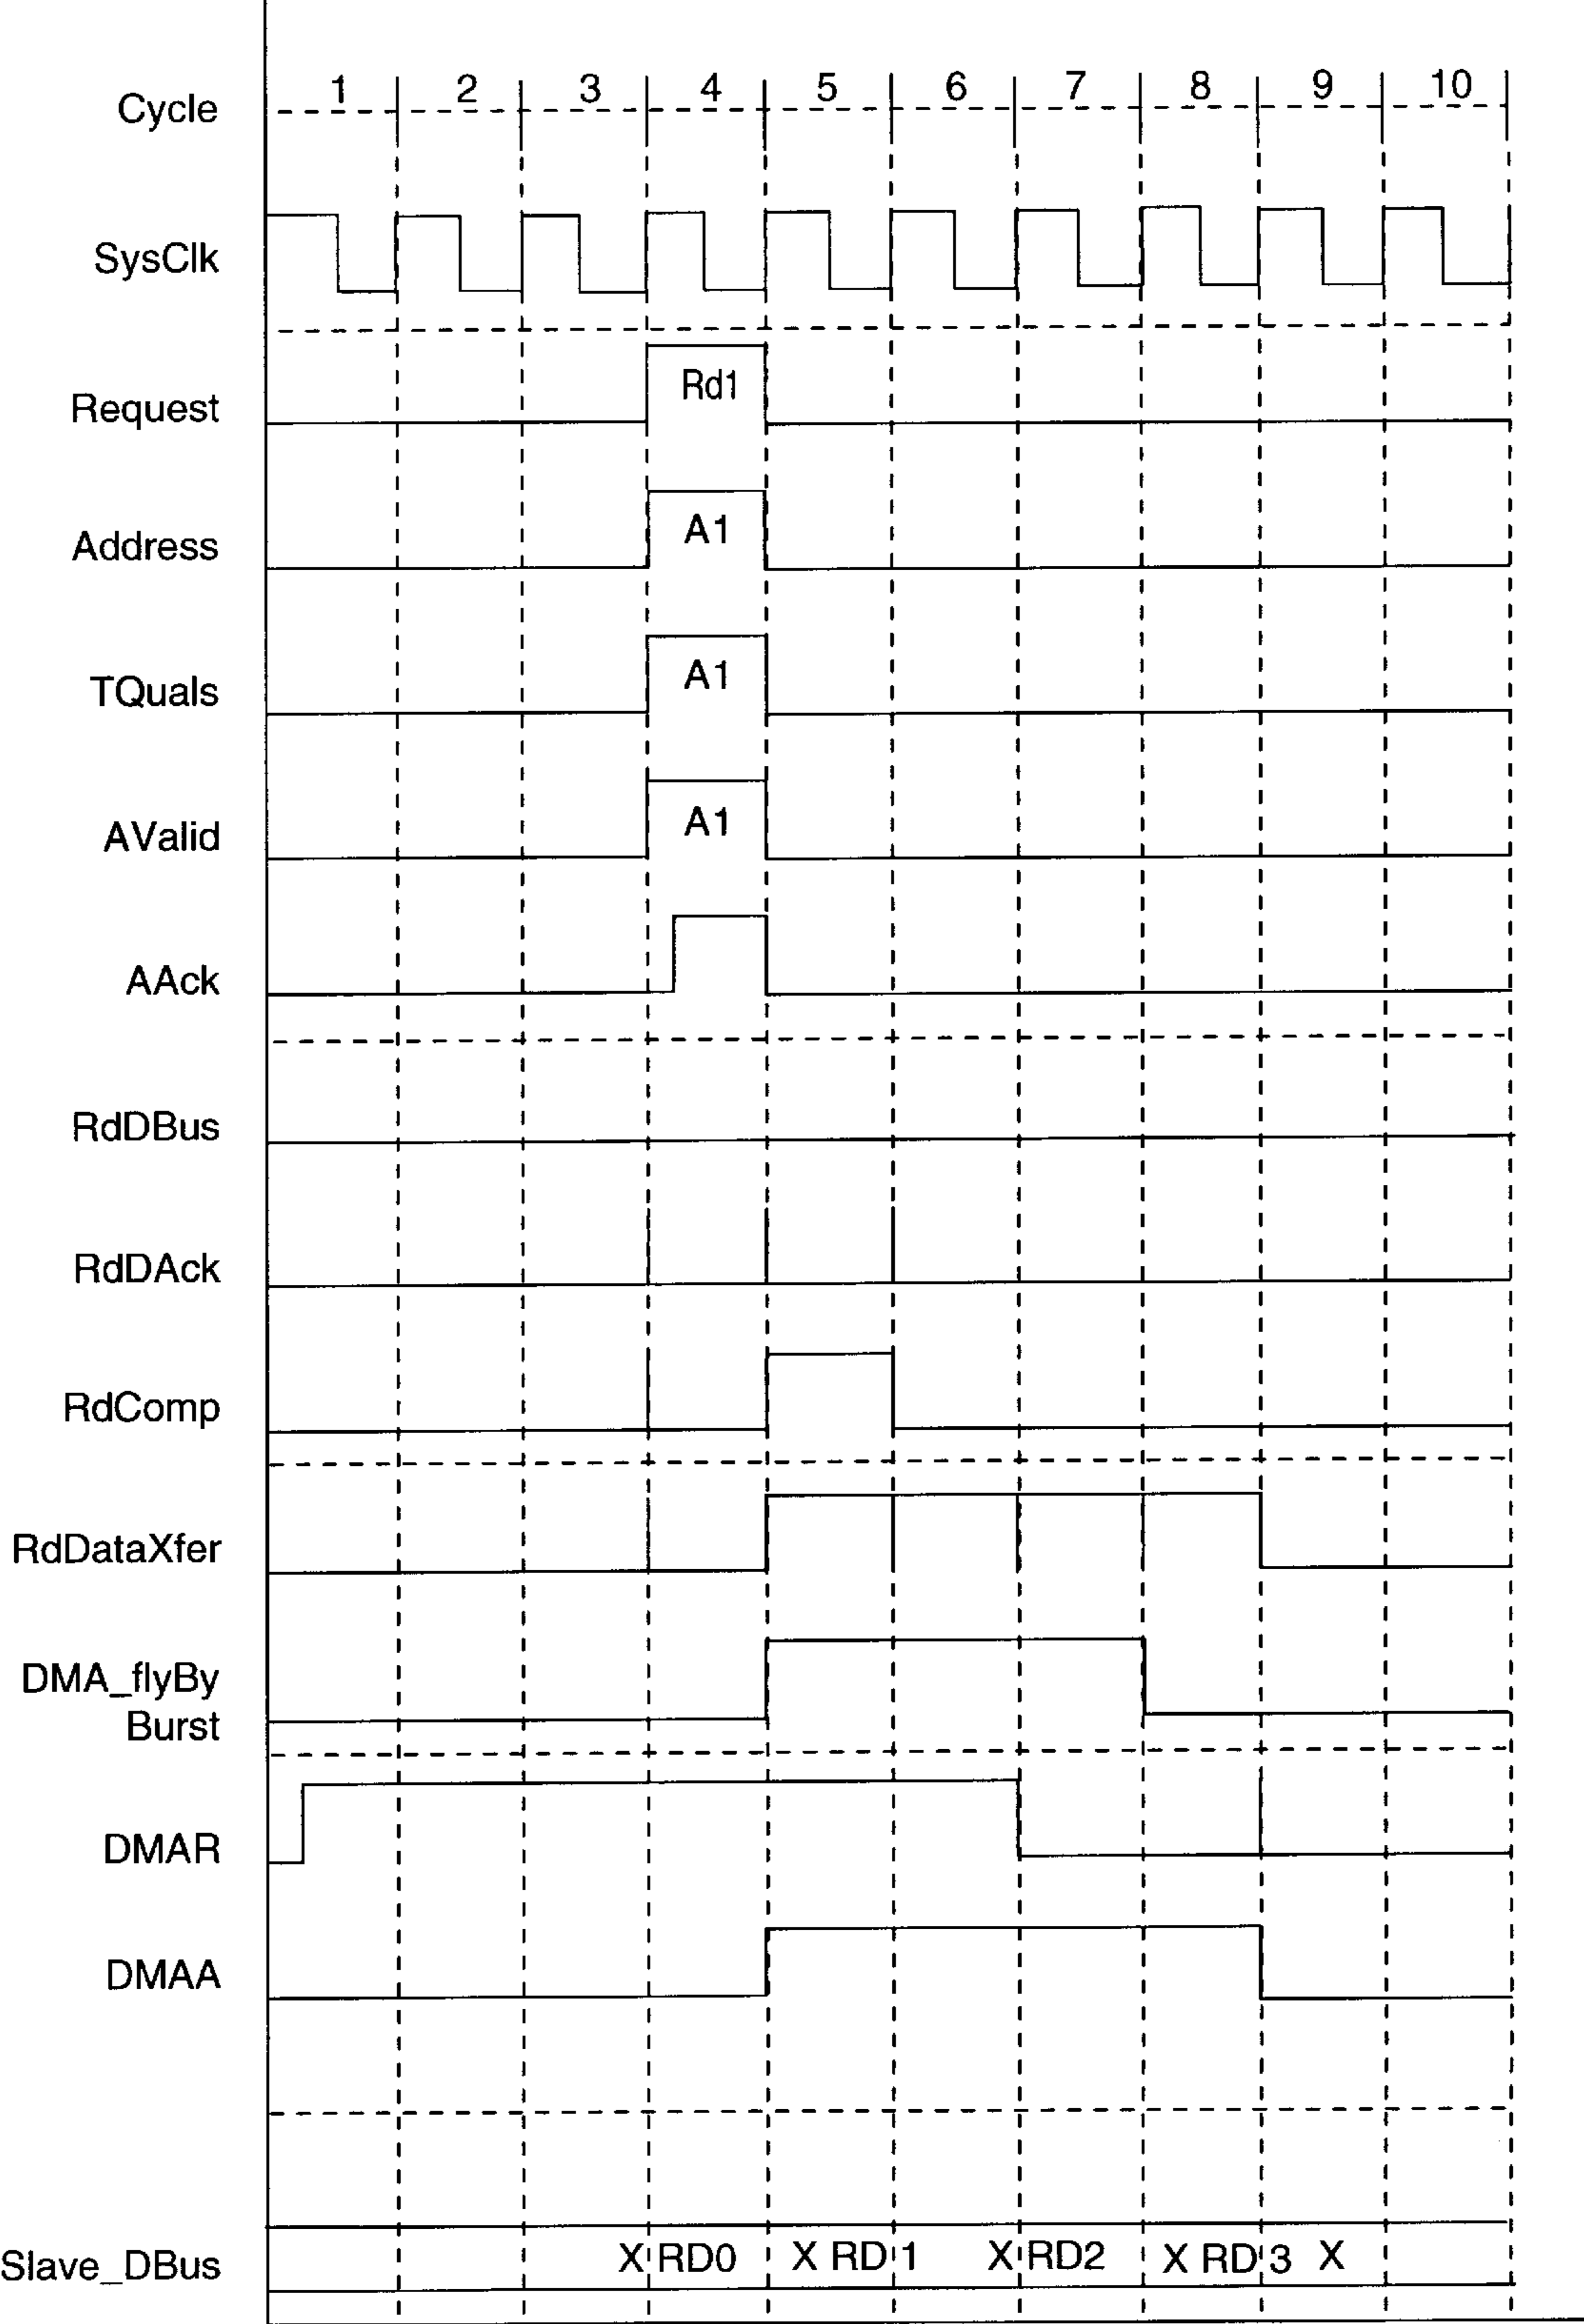 Cycle 1 2 3 4 5 6 7 8 9 10
SysClk
Request Rd1
Address A1
TQuals A1
AValid A1
AAck
RdDBus
RdDAck
RdComp
RdDataXfer
DMA_flyBy
Burst
DMAR
DMAA
Slave_DBus X RD0 X RD 1 X RD2 X RD 3 X